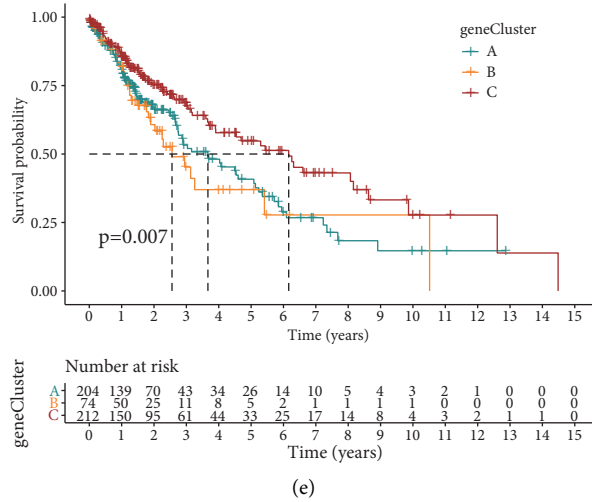 geneCluster
A
B
C
Survival probability
1.00
0.75
0.50
0.25
0.00
p=0.007
0 1 2 3 4 5 6 7 8 9 10 11 12 13 14 15
Time (years)
Number at risk
geneCluster
A 204 139 70 43 34 26 14 10 5 4 3 2 1 0 0 0
B 74 50 25 11 8 5 2 1 1 1 1 0 0 0 0 0
C 212 150 95 61 44 33 25 17 14 8 4 3 2 1 1 0
0 1 2 3 4 5 6 7 8 9 10 11 12 13 14 15
Time (years)
(e)